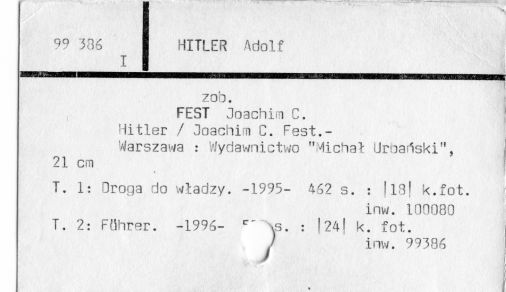 99 386
I
HITLER Adolf
zob.
FEST Joachim C.
Hitler / Joachim C. Fest.-
Warszawa : Wydawnictwo "Michał Urbański",
21 cm
T. 1: Droga do władzy. -1995- 462 s. : |18| k.fot.
inw. 100080
T. 2: Führer. -1996- s. : |24| k. fot.
inw. 99386